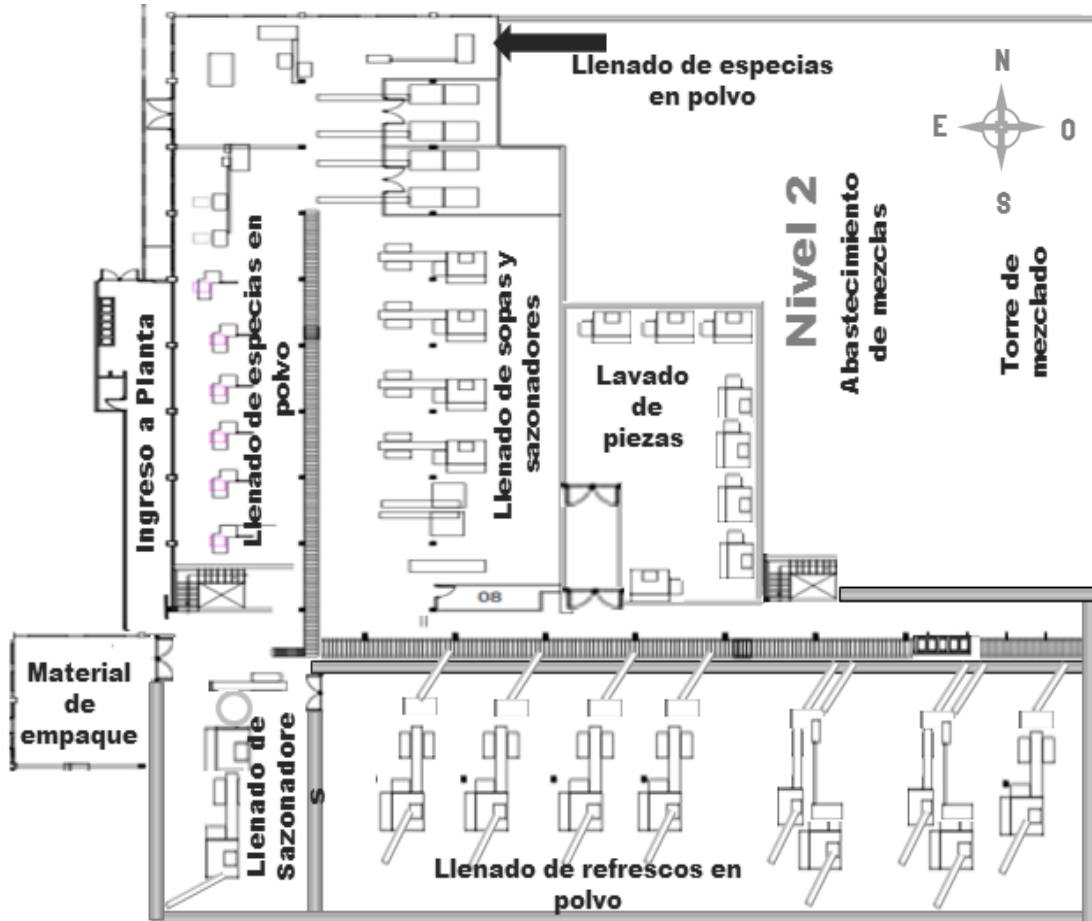 Llenado de especias
en polvo
N
E
O
S
Nivel 2
Abastecimiento
de mezclas
Torre de
mezclado
Ingreso a Planta
Llenado de especias en
polvo
Llenado de sopas y
sazonadores
Lavado
de
piezas
08
Material
de
empaque
Llenado de
Sazonadore
s
Llenado de refrescos en
polvo